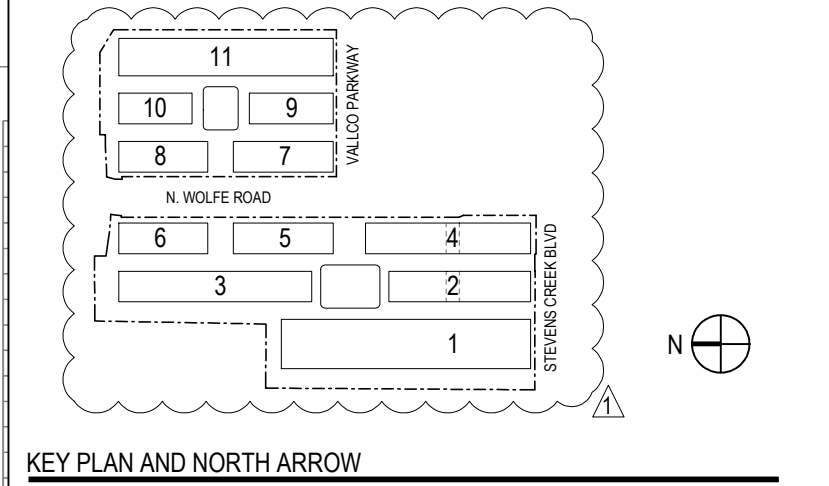 11
10
9
8
7
VALLCO PARKWAY
N. WOLFE ROAD
6
5
4
3
2
1
STEVENS CREEK BLVD
N
1
KEY PLAN AND NORTH ARROW